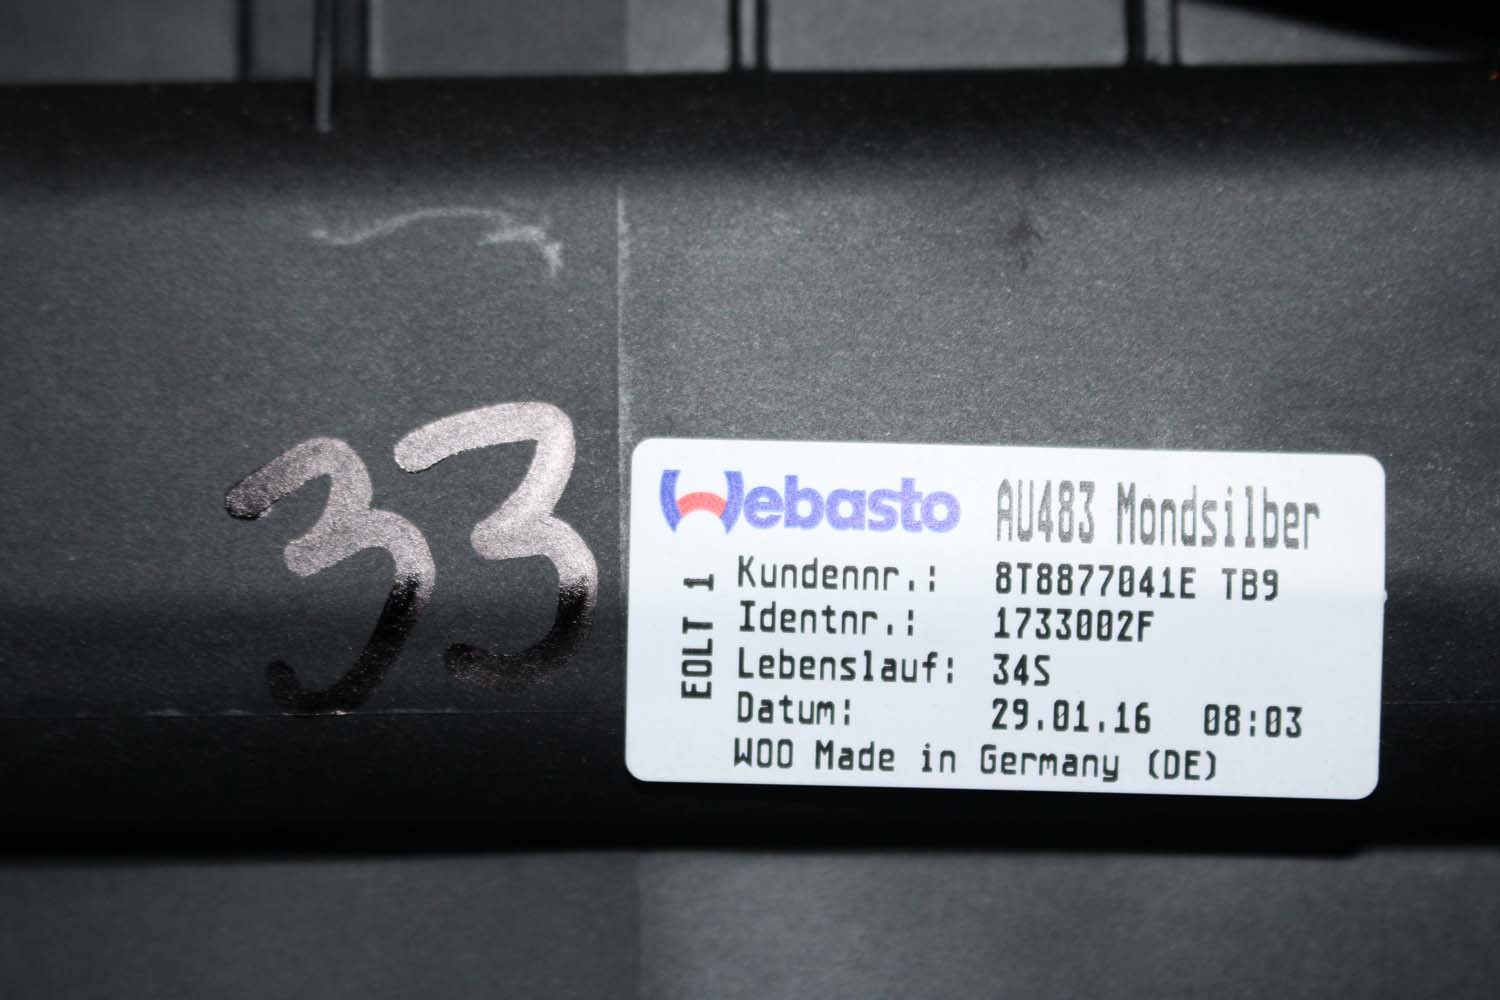 33
Webasto AU483 Mondsilber
EOLT 1
Kundennr.: 8T8877041E TB9
Identnr.: 1733002F
Lebenslauf: 34S
Datum: 29.01.16 08:03
W00 Made in Germany (DE)